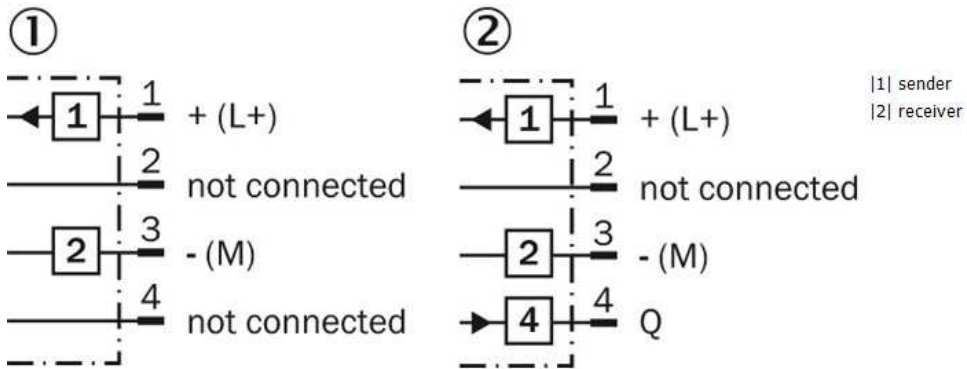 ①
1
1
+ (L+)
2
not connected
2
3
- (M)
4
not connected
②
1
1
+ (L+)
2
not connected
2
3
- (M)
4
4
Q
|1| sender
|2| receiver